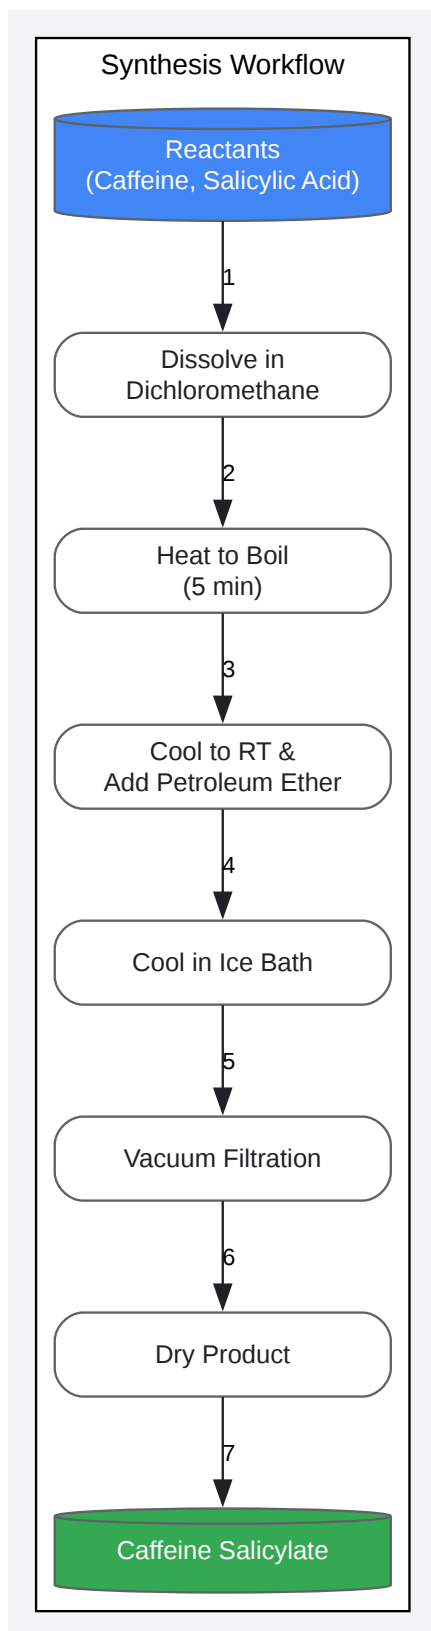 Synthesis Workflow
Reactants
(Caffeine, Salicylic Acid)
1
Dissolve in
Dichloromethane
2
Heat to Boil
(5 min)
3
Cool to RT &
Add Petroleum Ether
4
Cool in Ice Bath
5
Vacuum Filtration
6
Dry Product
7
Caffeine Salicylate